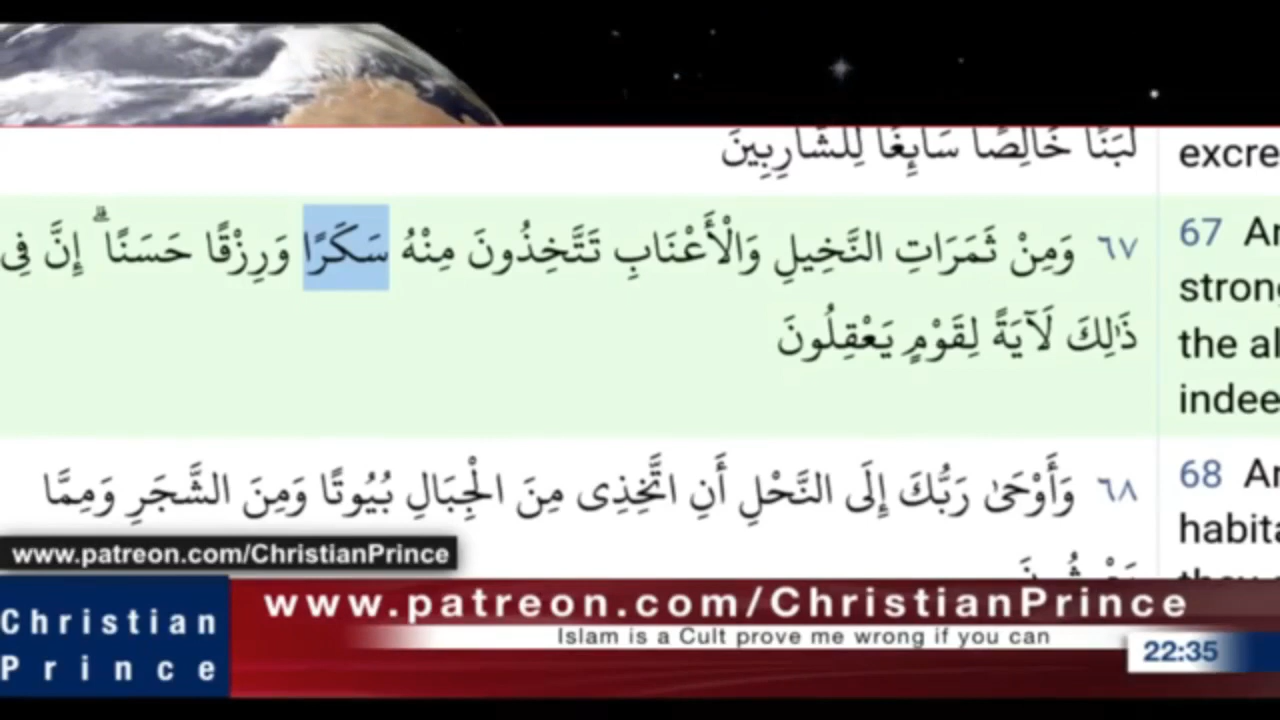 لَّبَنًا خَالِصًا سَائِغًا لِّلشَّارِبِينَ
excre
٦٧ وَمِنْ ثَمَرَاتِ النَّخِيلِ وَالْأَعْنَابِ تَتَّخِذُونَ مِنْهُ سَكَرًا وَرِزْقًا حَسَنًا ۗ إِنَّ فِى
ذَٰلِكَ لَآيَةً لِقَوْمٍ يَعْقِلُونَ
67 An
strong
the al
indee
٦٨ وَأَوْحَىٰ رَبُّكَ إِلَى النَّحْلِ أَنِ اتَّخِذِى مِنَ الْجِبَالِ بُيُوتًا وَمِنَ الشَّجَرِ وَمِمَّا
68 An
habita
www.patreon.com/ChristianPrince
Christian
Prince
www.patreon.com/ChristianPrince
Islam is a Cult prove me wrong if you can
22:35